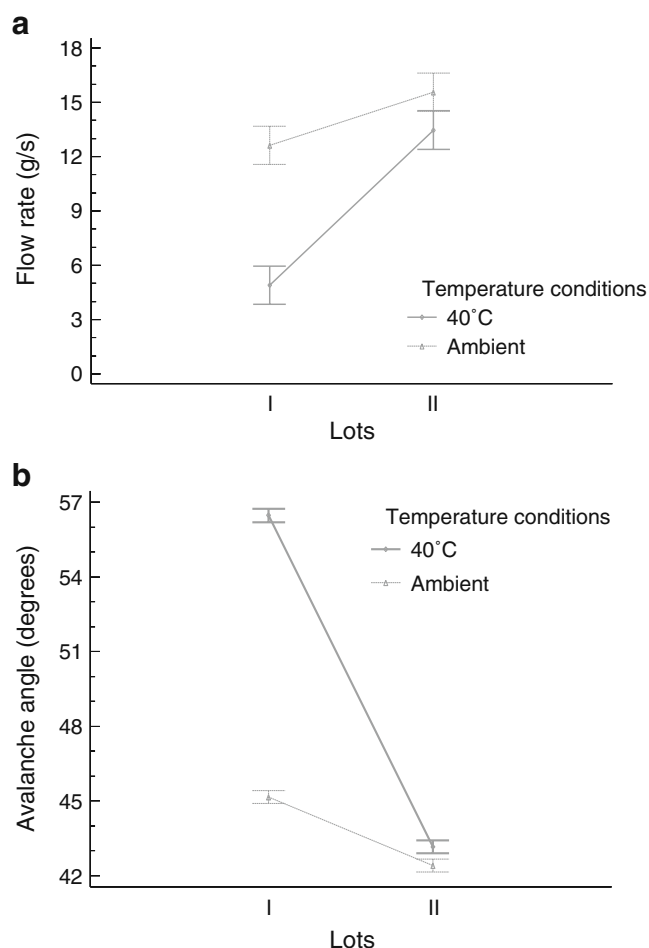 a
18
15
12
9
6
3
0
Flow rate (g/s)
Temperature conditions
40°C
Ambient
I II
Lots
b
57
54
51
48
45
42
Avalanche angle (degrees)
Temperature conditions
40°C
Ambient
I II
Lots